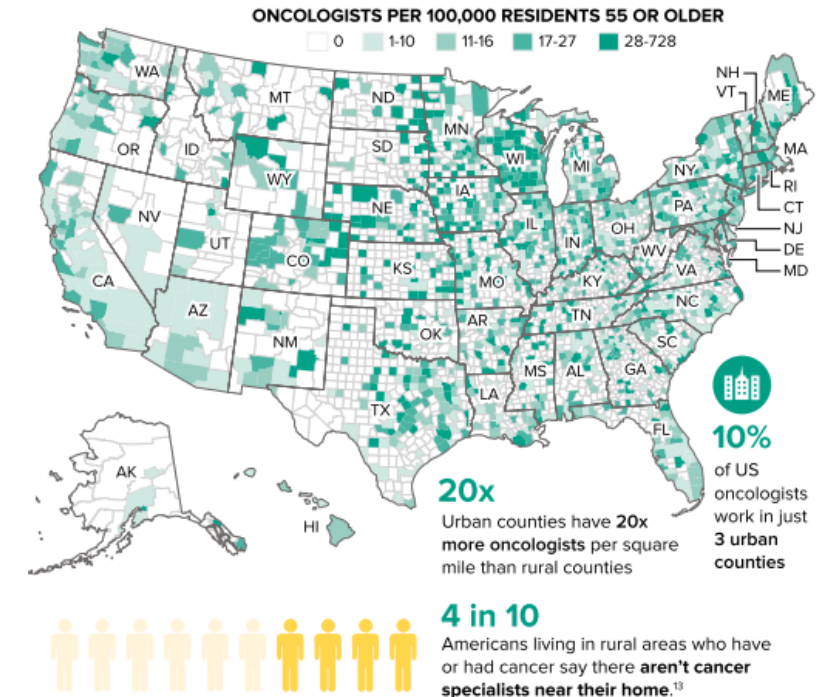 ONCOLOGISTS PER 100,000 RESIDENTS 55 OR OLDER
0 1-10 11-16 17-27 28-728
WA
MT
ND
MN
OR
ID
WY
SD
WI
MI
NH
VT
ME
NY
MA
RI
CT
NJ
DE
MD
NV
UT
CO
NE
IA
IL
IN
OH
PA
WV
VA
CA
AZ
NM
KS
MO
KY
NC
TN
OK
AR
SC
TX
LA
MS
AL
GA
FL
AK
HI
10%
of US
oncologists
work in just
3 urban
counties
20x
Urban counties have 20x
more oncologists per square
mile than rural counties
4 in 10
Americans living in rural areas who have
or had cancer say there aren't cancer
specialists near their home.¹³